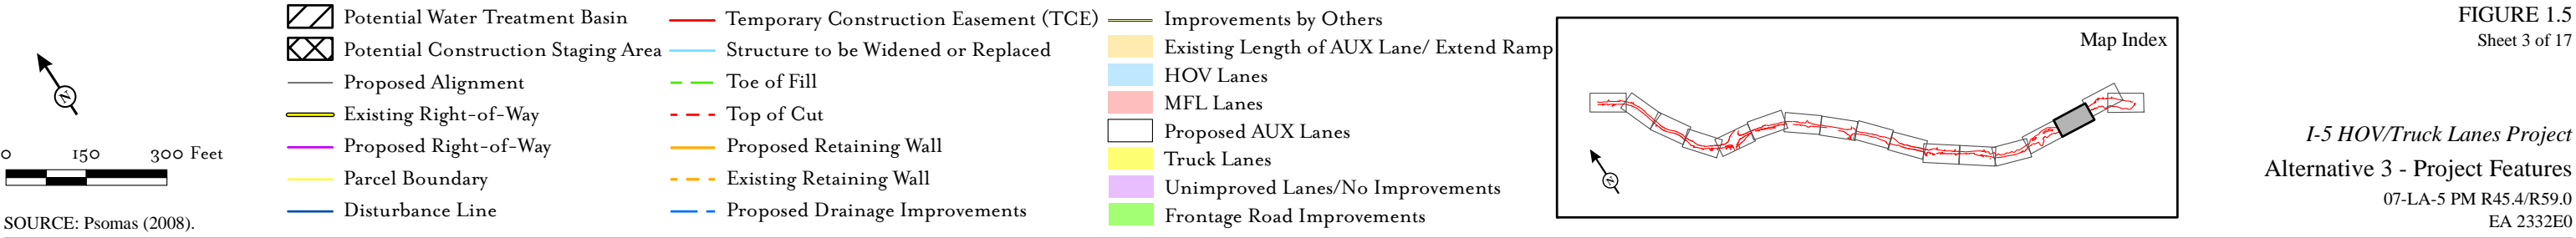 N
0 150 300 Feet
SOURCE: Psomas (2008).
Potential Water Treatment Basin
Potential Construction Staging Area
Proposed Alignment
Existing Right-of-Way
Proposed Right-of-Way
Parcel Boundary
Disturbance Line
Temporary Construction Easement (TCE)
Structure to be Widened or Replaced
Toe of Fill
Top of Cut
Proposed Retaining Wall
Existing Retaining Wall
Proposed Drainage Improvements
Improvements by Others
Existing Length of AUX Lane/ Extend Ramp
HOV Lanes
MFL Lanes
Proposed AUX Lanes
Truck Lanes
Unimproved Lanes/No Improvements
Frontage Road Improvements
Map Index
N
FIGURE 1.5
Sheet 3 of 17
I-5 HOV/Truck Lanes Project
Alternative 3 - Project Features
07-LA-5 PM R45.4/R59.0
EA 2332E0